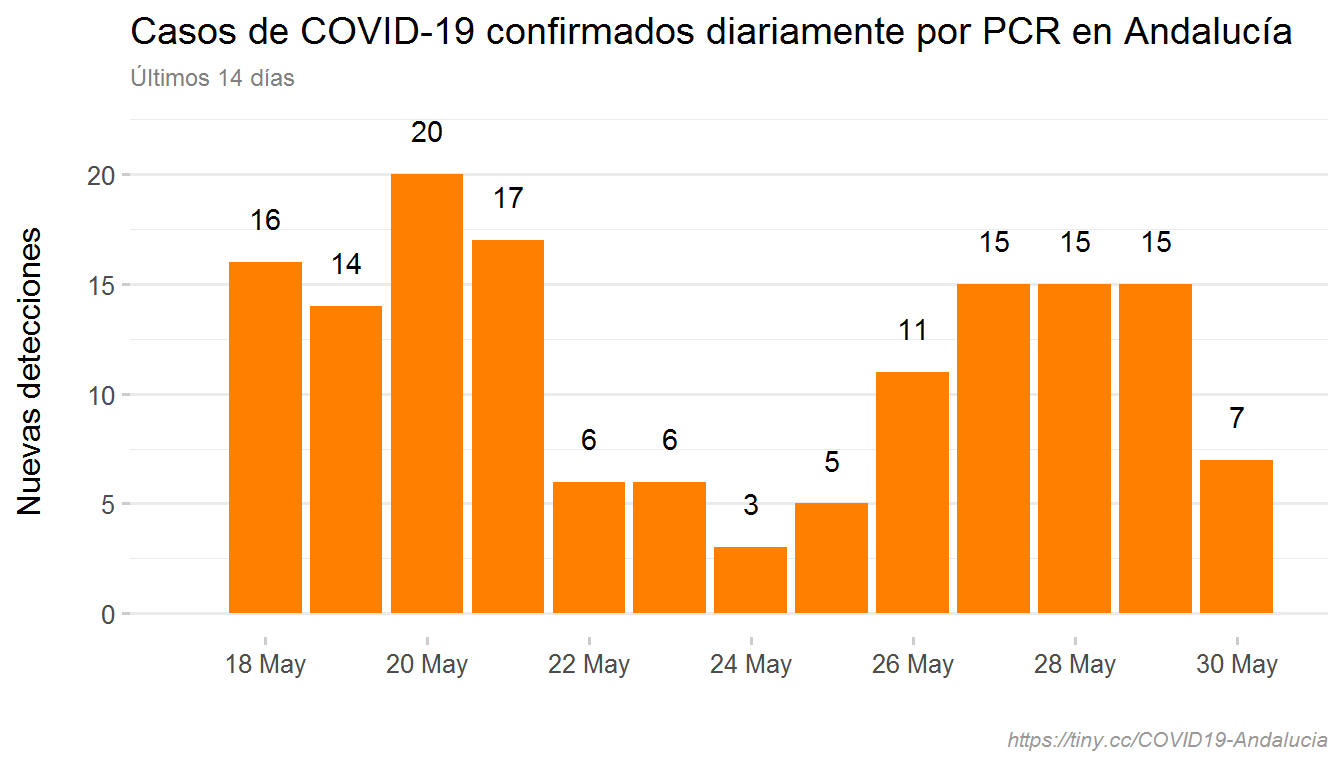 Casos de COVID-19 confirmados diariamente por PCR en Andalucía
Últimos 14 días
Nuevas detecciones
20
15
10
5
0
16
14
20
17
6
6
3
5
11
15
15
15
7
18 May
20 May
22 May
24 May
26 May
28 May
30 May
https://tiny.cc/COVID19-Andalucia